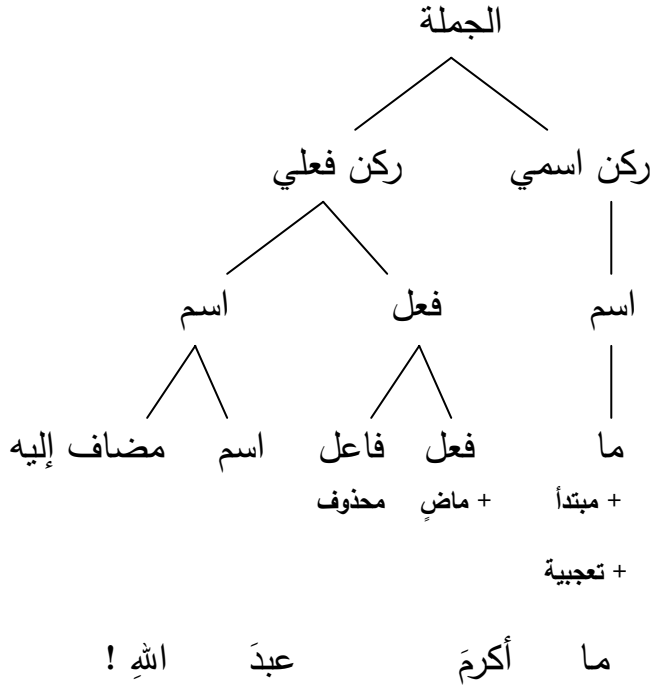 الجملة
ركن اسمي ركن فعلي
اسم فعل اسم
ما فعل فاعل اسم مضاف إليه
+ مبتدأ + ماضٍ محذوف
+ تعجبية
ما أكرمَ عبدَ اللهِ !